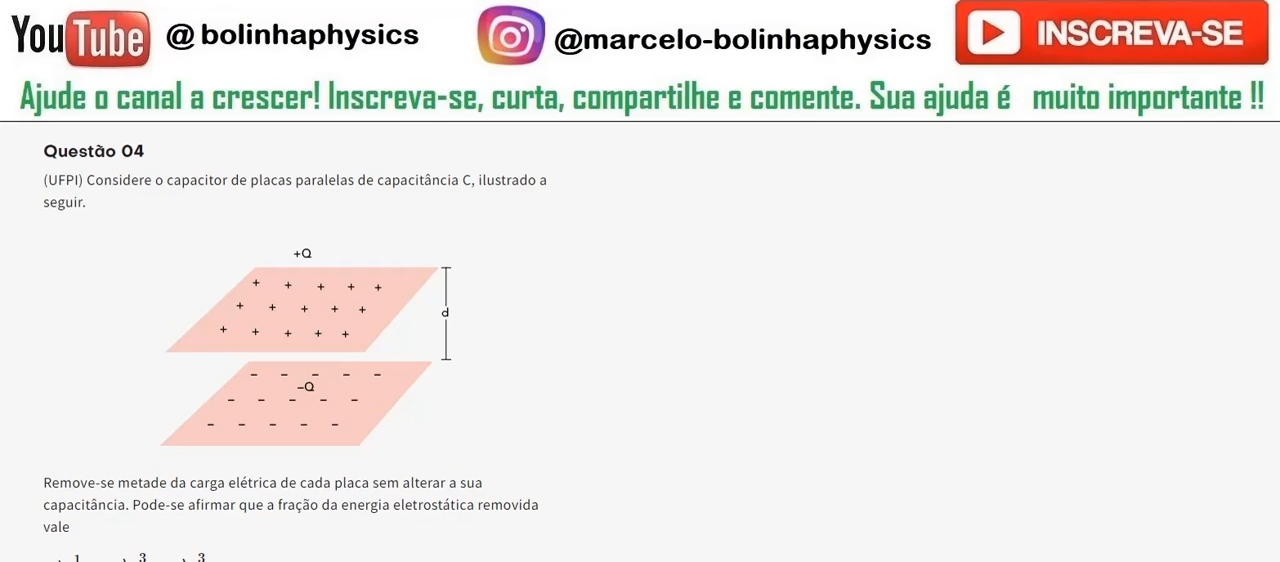 YouTube @bolinhaphysics @marcelo-bolinhaphysics INSCREVA-SE
Ajude o canal a crescer! Inscreva-se, curta, compartilhe e comente. Sua ajuda é muito importante !!
Questão 04
(UFPI) Considere o capacitor de placas paralelas de capacitância C, ilustrado a
seguir.
+Q
+ + + + +
+ + + + +
d
+ + + + +
− − − − −
−Q
− − − − −
− − − − −
Remove-se metade da carga elétrica de cada placa sem alterar a sua
capacitância. Pode-se afirmar que a fração da energia eletrostática removida
vale